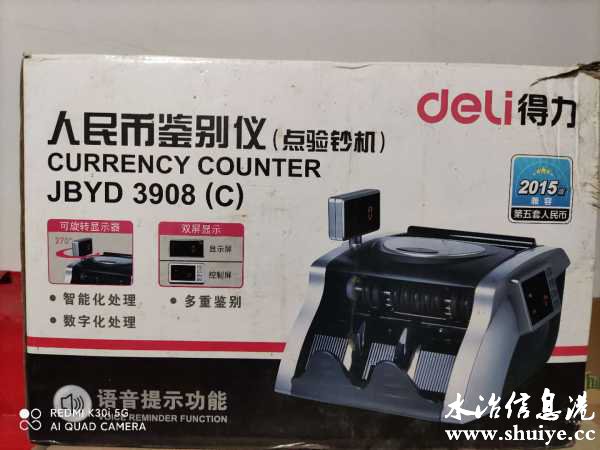 deli得力
人民币鉴别仪(点验钞机)
CURRENCY COUNTER
JBYD 3908 (C)
2015版
兼容
第五套人民币
可旋转显示器
270°
双屏显示
显示屏
控制屏
• 智能化处理
• 多重鉴别
• 数字化处理
语音提示功能
VOICE REMINDER FUNCTION
REDMI K30i 5G
AI QUAD CAMERA
水冶信息港
www.shuiye.cc